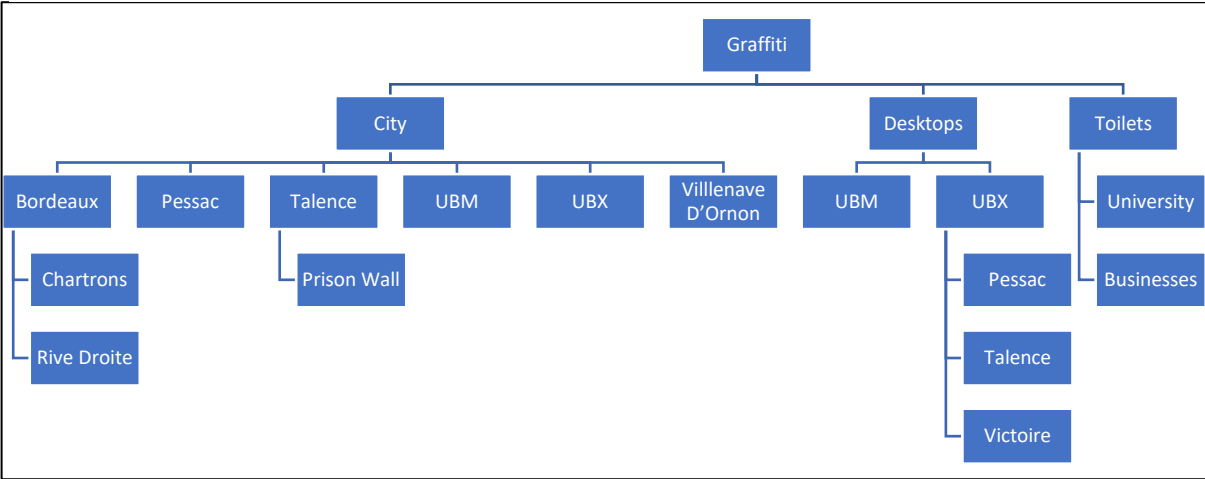 Graffiti
City
Desktops
Toilets
Bordeaux
Pessac
Talence
UBM
UBX
Villlenave
D’Ornon
UBM
UBX
University
Chartrons
Prison Wall
Pessac
Businesses
Rive Droite
Talence
Victoire